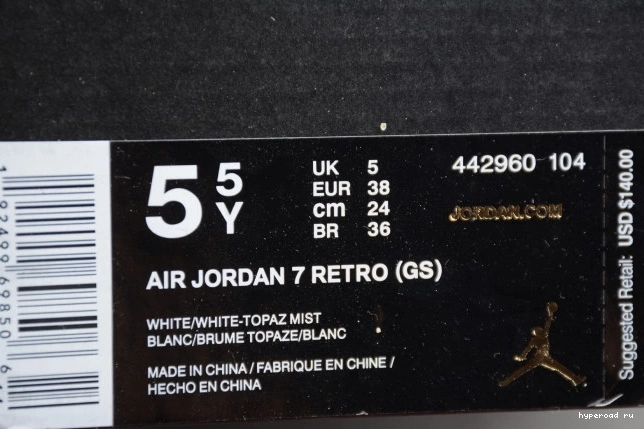 5 5 Y
UK 5
EUR 38
cm 24
BR 36
442960 104
JORDAN.COM
AIR JORDAN 7 RETRO (GS)
WHITE/WHITE-TOPAZ MIST
BLANC/BRUME TOPAZE/BLANC
MADE IN CHINA / FABRIQUE EN CHINE /
HECHO EN CHINA
Suggested Retail: USD $140.00
hyperoad ru